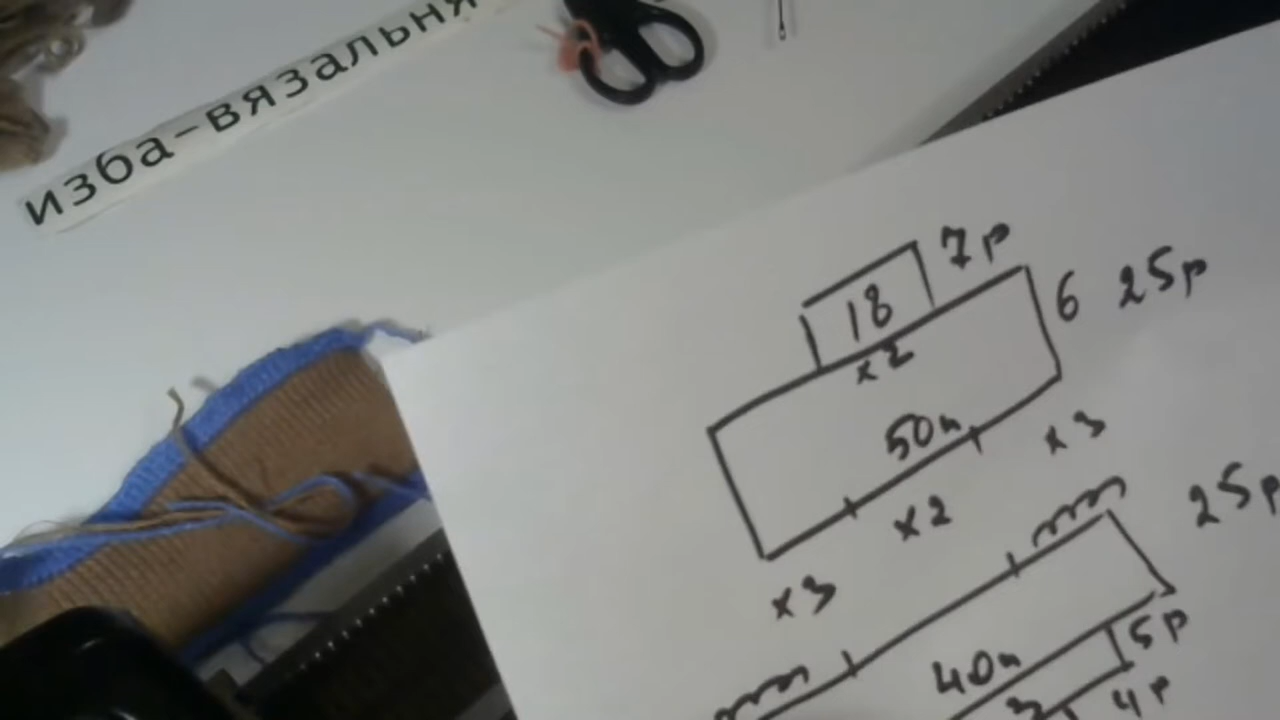 изба-вязальня
7р
18
6 25р
х2
50п
х3
х2
25р
х3
5р
40п
4р